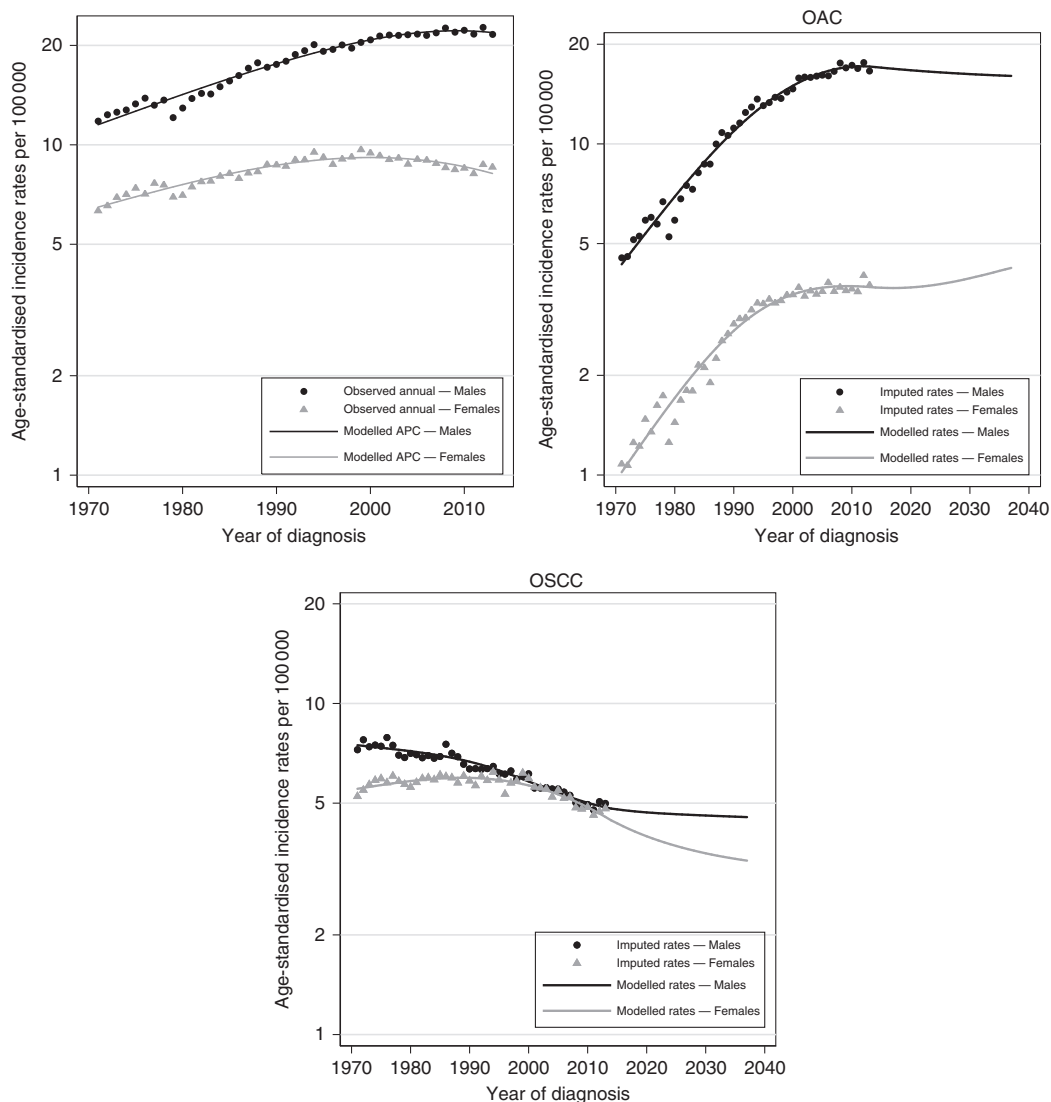 Age-standardised incidence rates per 100 000
20
10
5
2
1
Observed annual — Males
Observed annual — Females
Modelled APC — Males
Modelled APC — Females
1970 1980 1990 2000 2010
Year of diagnosis
OAC
Age-standardised incidence rates per 100 000
20
10
5
2
1
Imputed rates — Males
Imputed rates — Females
Modelled rates — Males
Modelled rates — Females
1970 1980 1990 2000 2010 2020 2030 2040
Year of diagnosis
OSCC
Age-standardised incidence rates per 100 000
20
10
5
2
1
Imputed rates — Males
Imputed rates — Females
Modelled rates — Males
Modelled rates — Females
1970 1980 1990 2000 2010 2020 2030 2040
Year of diagnosis